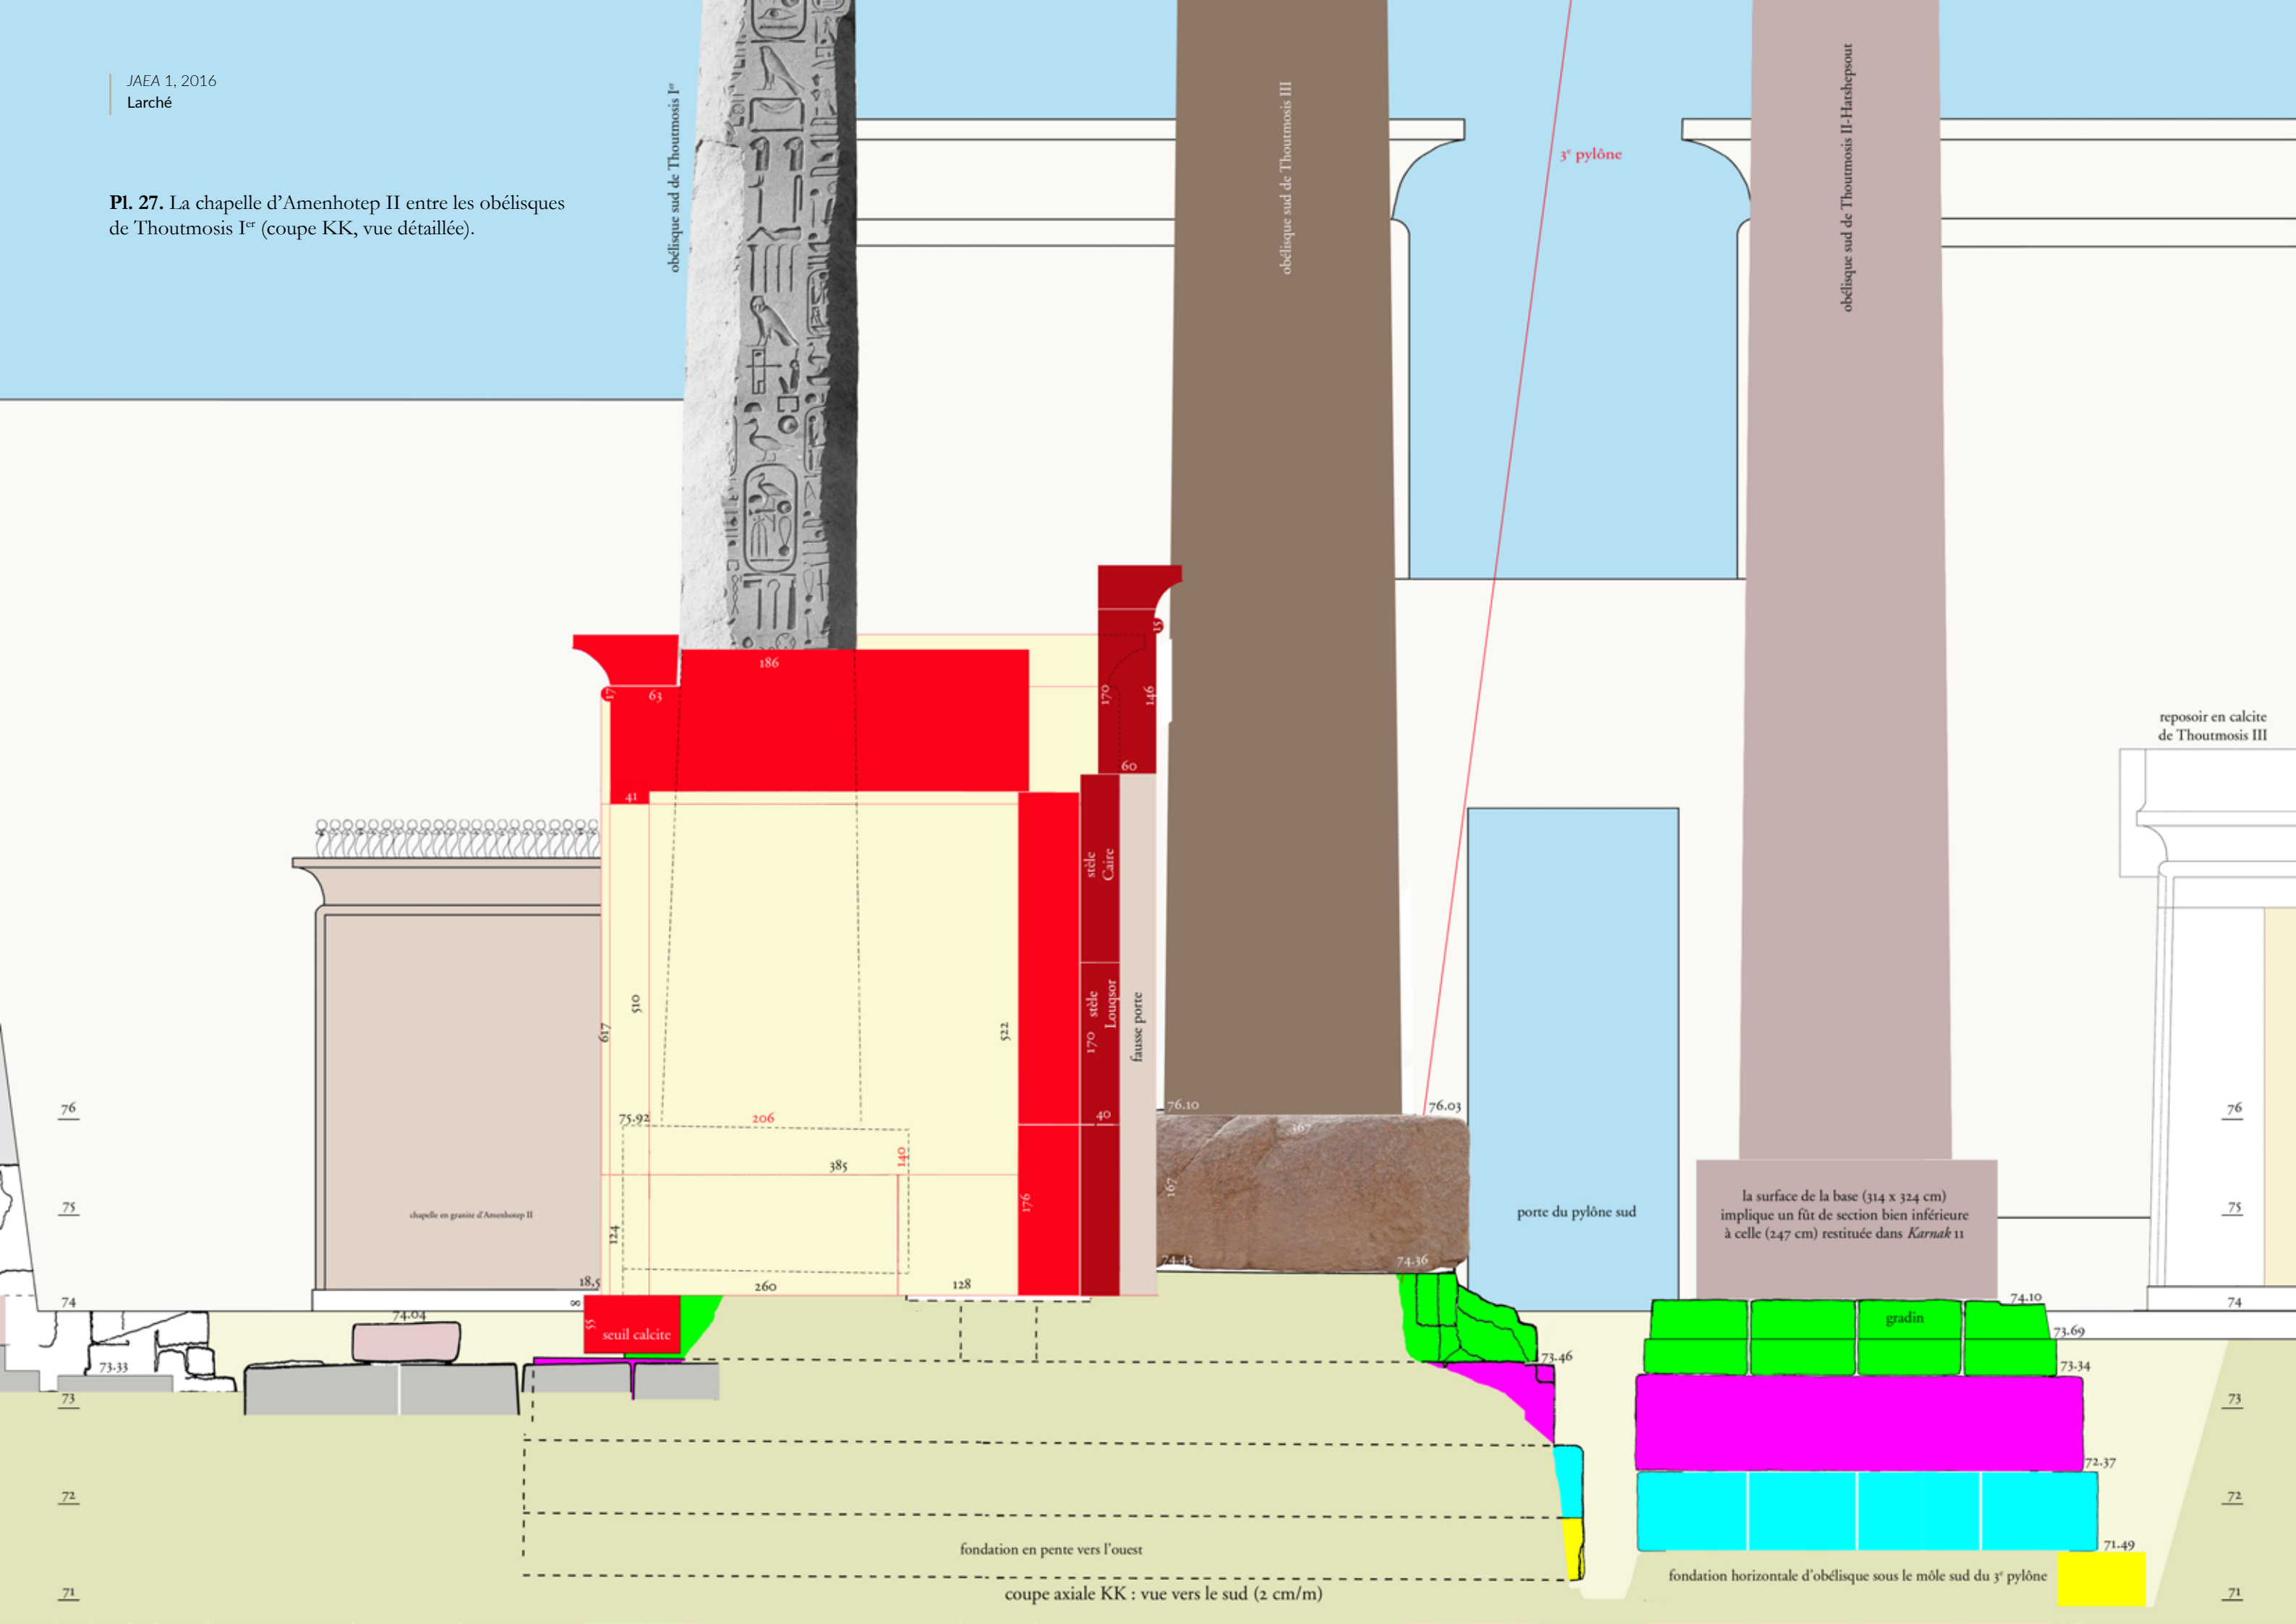 JAEA 1, 2016
Larché
Pl. 27. La chapelle d'Amenhotep II entre les obélisques
de Thoutmosis Iᵉʳ (coupe KK, vue détaillée).
obélisque sud de Thoutmosis Iᵉʳ
obélisque sud de Thoutmosis III
3ᵉ pylône
obélisque sud de Thoutmosis II-Hatshepsout
186
17
63
41
15
170
146
60
reposoir en calcite
de Thoutmosis III
stèle
Caire
510
617
522
170
stèle
Louqsor
fausse porte
76
75.92
206
40
76.10
367
76.03
76
140
385
176
167
75
chapelle en granite d'Amenhotep II
124
porte du pylône sud
la surface de la base (314 x 324 cm)
implique un fût de section bien inférieure
à celle (247 cm) restituée dans Karnak 11
75
74.43
74.36
18,5
260
128
74
8
74.10
74
74.04
55
seuil calcite
gradin
73.69
73.33
73.46
73.34
73
73
72.37
72
72
fondation en pente vers l'ouest
71.49
fondation horizontale d'obélisque sous le môle sud du 3ᵉ pylône
71
coupe axiale KK : vue vers le sud (2 cm/m)
71